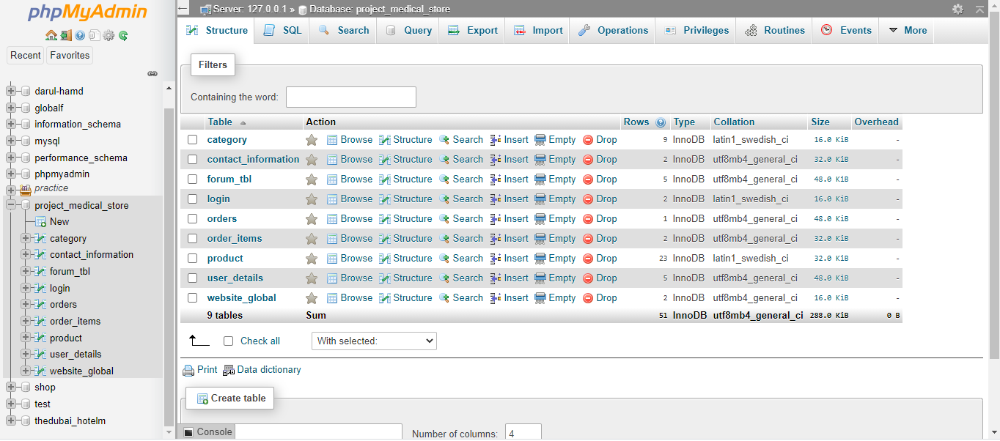 phpMyAdmin
Recent Favorites
darul-hamd
globalf
information_schema
mysql
performance_schema
phpmyadmin
practice
project_medical_store
New
category
contact_information
forum_tbl
login
orders
order_items
product
user_details
website_global
shop
test
thedubai_hotelm
Server: 127.0.0.1 » Database: project_medical_store
Structure SQL Search Query Export Import Operations Privileges Routines Events More
Filters
Containing the word:
Table Action Rows Type Collation Size Overhead
category Browse Structure Search Insert Empty Drop 9 InnoDB latin1_swedish_ci 16.0 KiB -
contact_information Browse Structure Search Insert Empty Drop 2 InnoDB utf8mb4_general_ci 32.0 KiB -
forum_tbl Browse Structure Search Insert Empty Drop 5 InnoDB utf8mb4_general_ci 48.0 KiB -
login Browse Structure Search Insert Empty Drop 2 InnoDB latin1_swedish_ci 16.0 KiB -
orders Browse Structure Search Insert Empty Drop 1 InnoDB utf8mb4_general_ci 48.0 KiB -
order_items Browse Structure Search Insert Empty Drop 2 InnoDB utf8mb4_general_ci 32.0 KiB -
product Browse Structure Search Insert Empty Drop 23 InnoDB latin1_swedish_ci 32.0 KiB -
user_details Browse Structure Search Insert Empty Drop 5 InnoDB utf8mb4_general_ci 48.0 KiB -
website_global Browse Structure Search Insert Empty Drop 2 InnoDB utf8mb4_general_ci 16.0 KiB -
9 tables Sum 51 InnoDB utf8mb4_general_ci 288.0 KiB 0 B
Check all With selected:
Print Data dictionary
Create table
Console Number of columns: 4